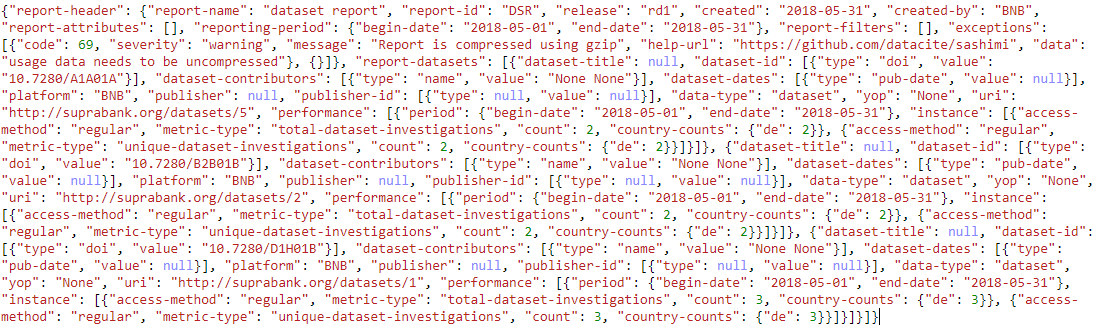 {"report-header": {"report-name": "dataset report", "report-id": "DSR", "release": "rd1", "created": "2018-05-31", "created-by": "BNB",
"report-attributes": [], "reporting-period": {"begin-date": "2018-05-01", "end-date": "2018-05-31"}, "report-filters": [], "exceptions":
[{"code": 69, "severity": "warning", "message": "Report is compressed using gzip", "help-url": "https://github.com/datacite/sashimi", "data":
"usage data needs to be uncompressed"}, {}]}, "report-datasets": [{"dataset-title": null, "dataset-id": [{"type": "doi", "value":
"10.7280/A1A01A"}], "dataset-contributors": [{"type": "name", "value": "None None"}], "dataset-dates": [{"type": "pub-date", "value": null}],
"platform": "BNB", "publisher": null, "publisher-id": [{"type": null, "value": null}], "data-type": "dataset", "yop": "None", "uri":
"http://suprabank.org/datasets/5", "performance": [{"period": {"begin-date": "2018-05-01", "end-date": "2018-05-31"}, "instance": [{"access-
method": "regular", "metric-type": "total-dataset-investigations", "count": 2, "country-counts": {"de": 2}}, {"access-method": "regular",
"metric-type": "unique-dataset-investigations", "count": 2, "country-counts": {"de": 2}}]}]}, {"dataset-title": null, "dataset-id": [{"type":
"doi", "value": "10.7280/B2B01B"}], "dataset-contributors": [{"type": "name", "value": "None None"}], "dataset-dates": [{"type": "pub-date",
"value": null}], "platform": "BNB", "publisher": null, "publisher-id": [{"type": null, "value": null}], "data-type": "dataset", "yop": "None",
"uri": "http://suprabank.org/datasets/2", "performance": [{"period": {"begin-date": "2018-05-01", "end-date": "2018-05-31"}, "instance":
[{"access-method": "regular", "metric-type": "total-dataset-investigations", "count": 2, "country-counts": {"de": 2}}, {"access-method":
"regular", "metric-type": "unique-dataset-investigations", "count": 2, "country-counts": {"de": 2}}]}]}, {"dataset-title": null, "dataset-id":
[{"type": "doi", "value": "10.7280/D1H01B"}], "dataset-contributors": [{"type": "name", "value": "None None"}], "dataset-dates": [{"type":
"pub-date", "value": null}], "platform": "BNB", "publisher": null, "publisher-id": [{"type": null, "value": null}], "data-type": "dataset",
"yop": "None", "uri": "http://suprabank.org/datasets/1", "performance": [{"period": {"begin-date": "2018-05-01", "end-date": "2018-05-31"},
"instance": [{"access-method": "regular", "metric-type": "total-dataset-investigations", "count": 3, "country-counts": {"de": 3}}, {"access-
method": "regular", "metric-type": "unique-dataset-investigations", "count": 3, "country-counts": {"de": 3}}]}]}]}